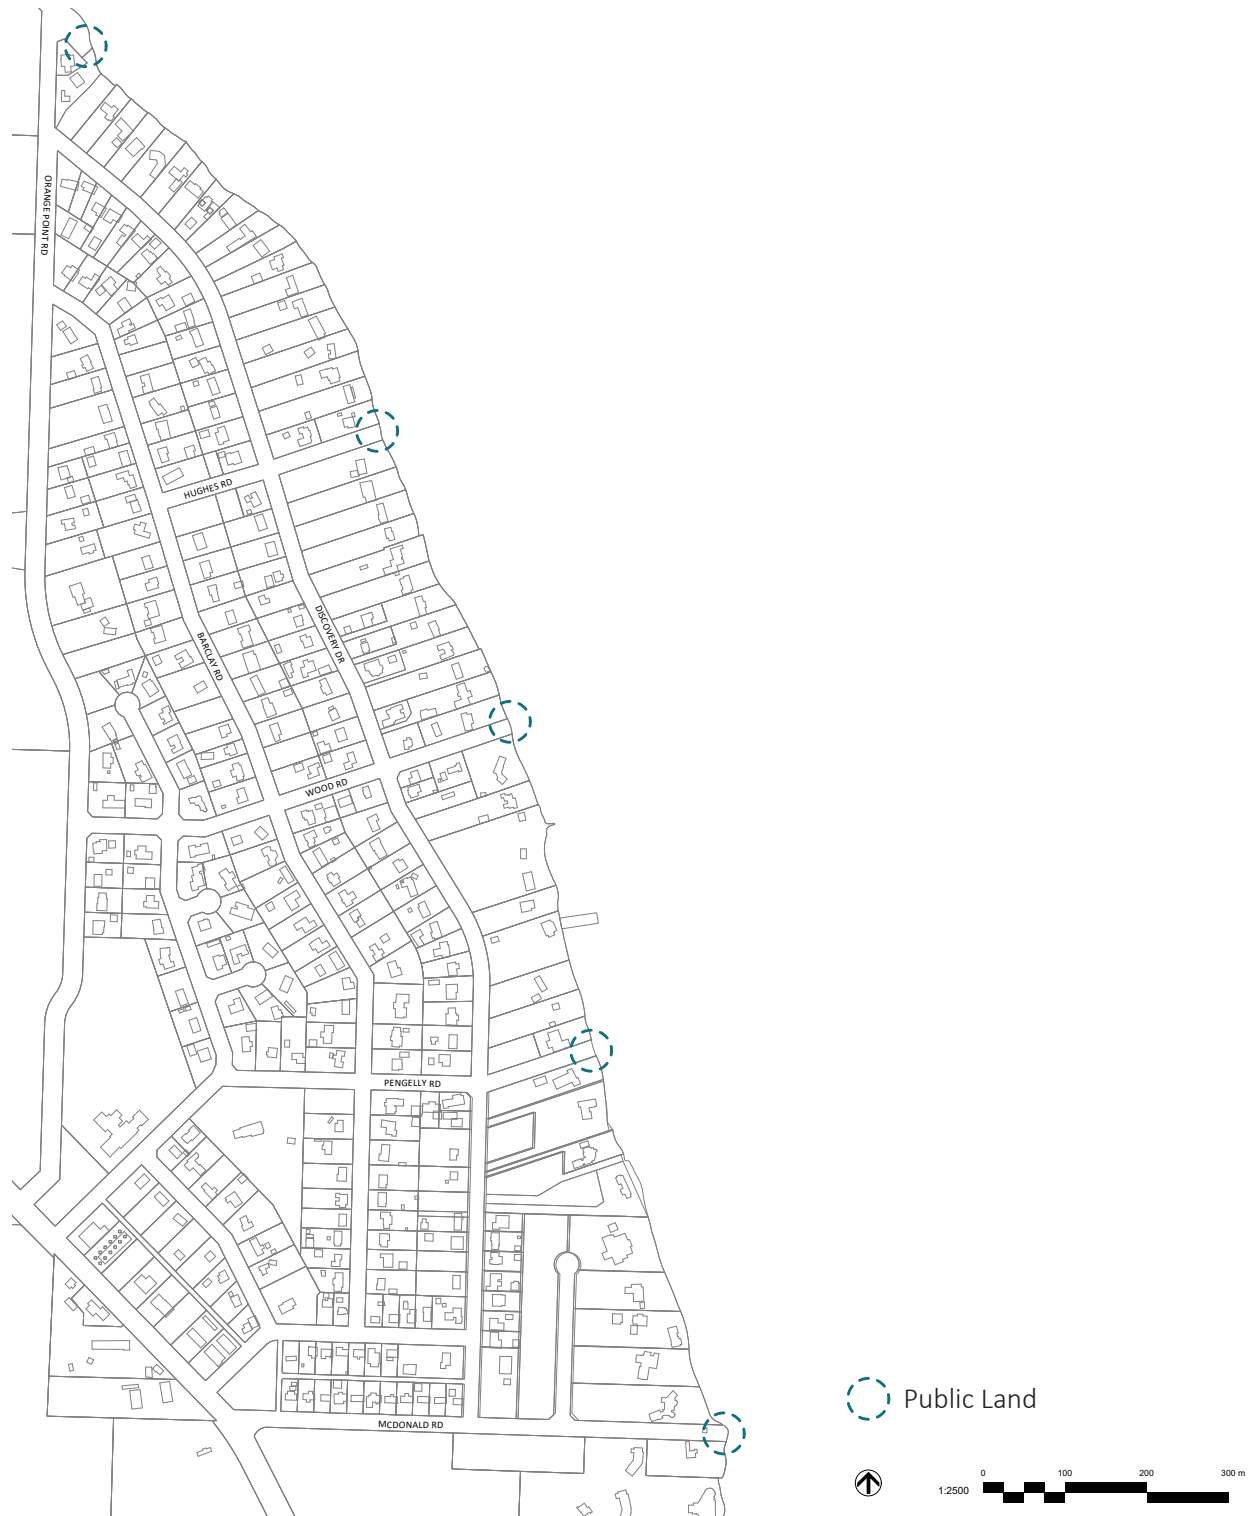 ORANGE POINT RD
HUGHES RD
DISCOVERY DR
BARCLAY RD
WOOD RD
PENGELLY RD
MCDONALD RD
Public Land
0 100 200 300 m
1:2500